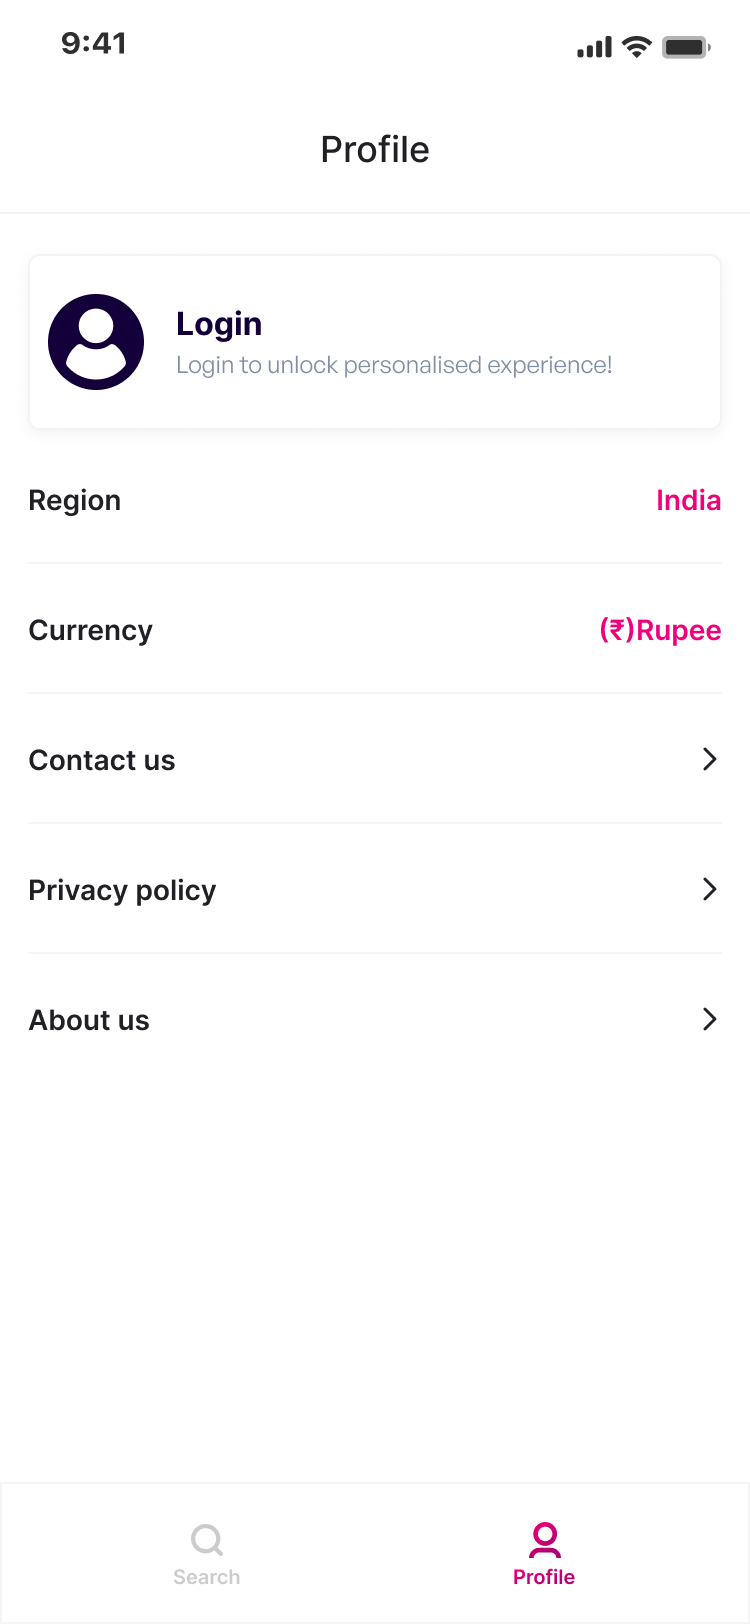 9:41
Profile
Login
Login to unlock personalised experience!
Region
India
Currency
(₹)Rupee
Contact us
Privacy policy
About us
Search
Profile